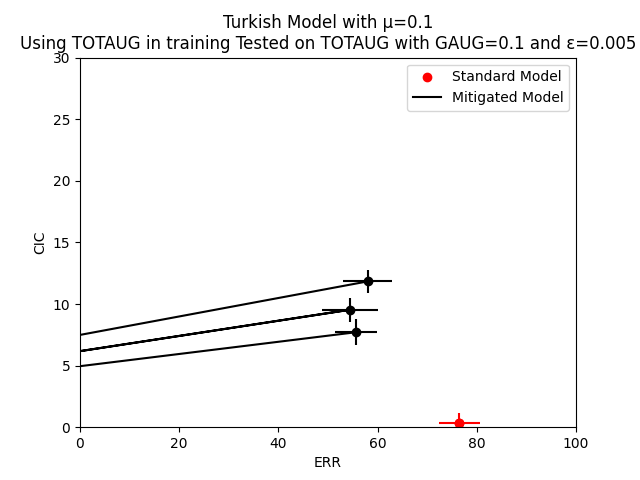 Turkish Model with μ=0.1
Using TOTAUG in training Tested on TOTAUG with GAUG=0.1 and ε=0.005
Standard Model
Mitigated Model
30
25
20
15
10
5
0
CIC
0 20 40 60 80 100
ERR